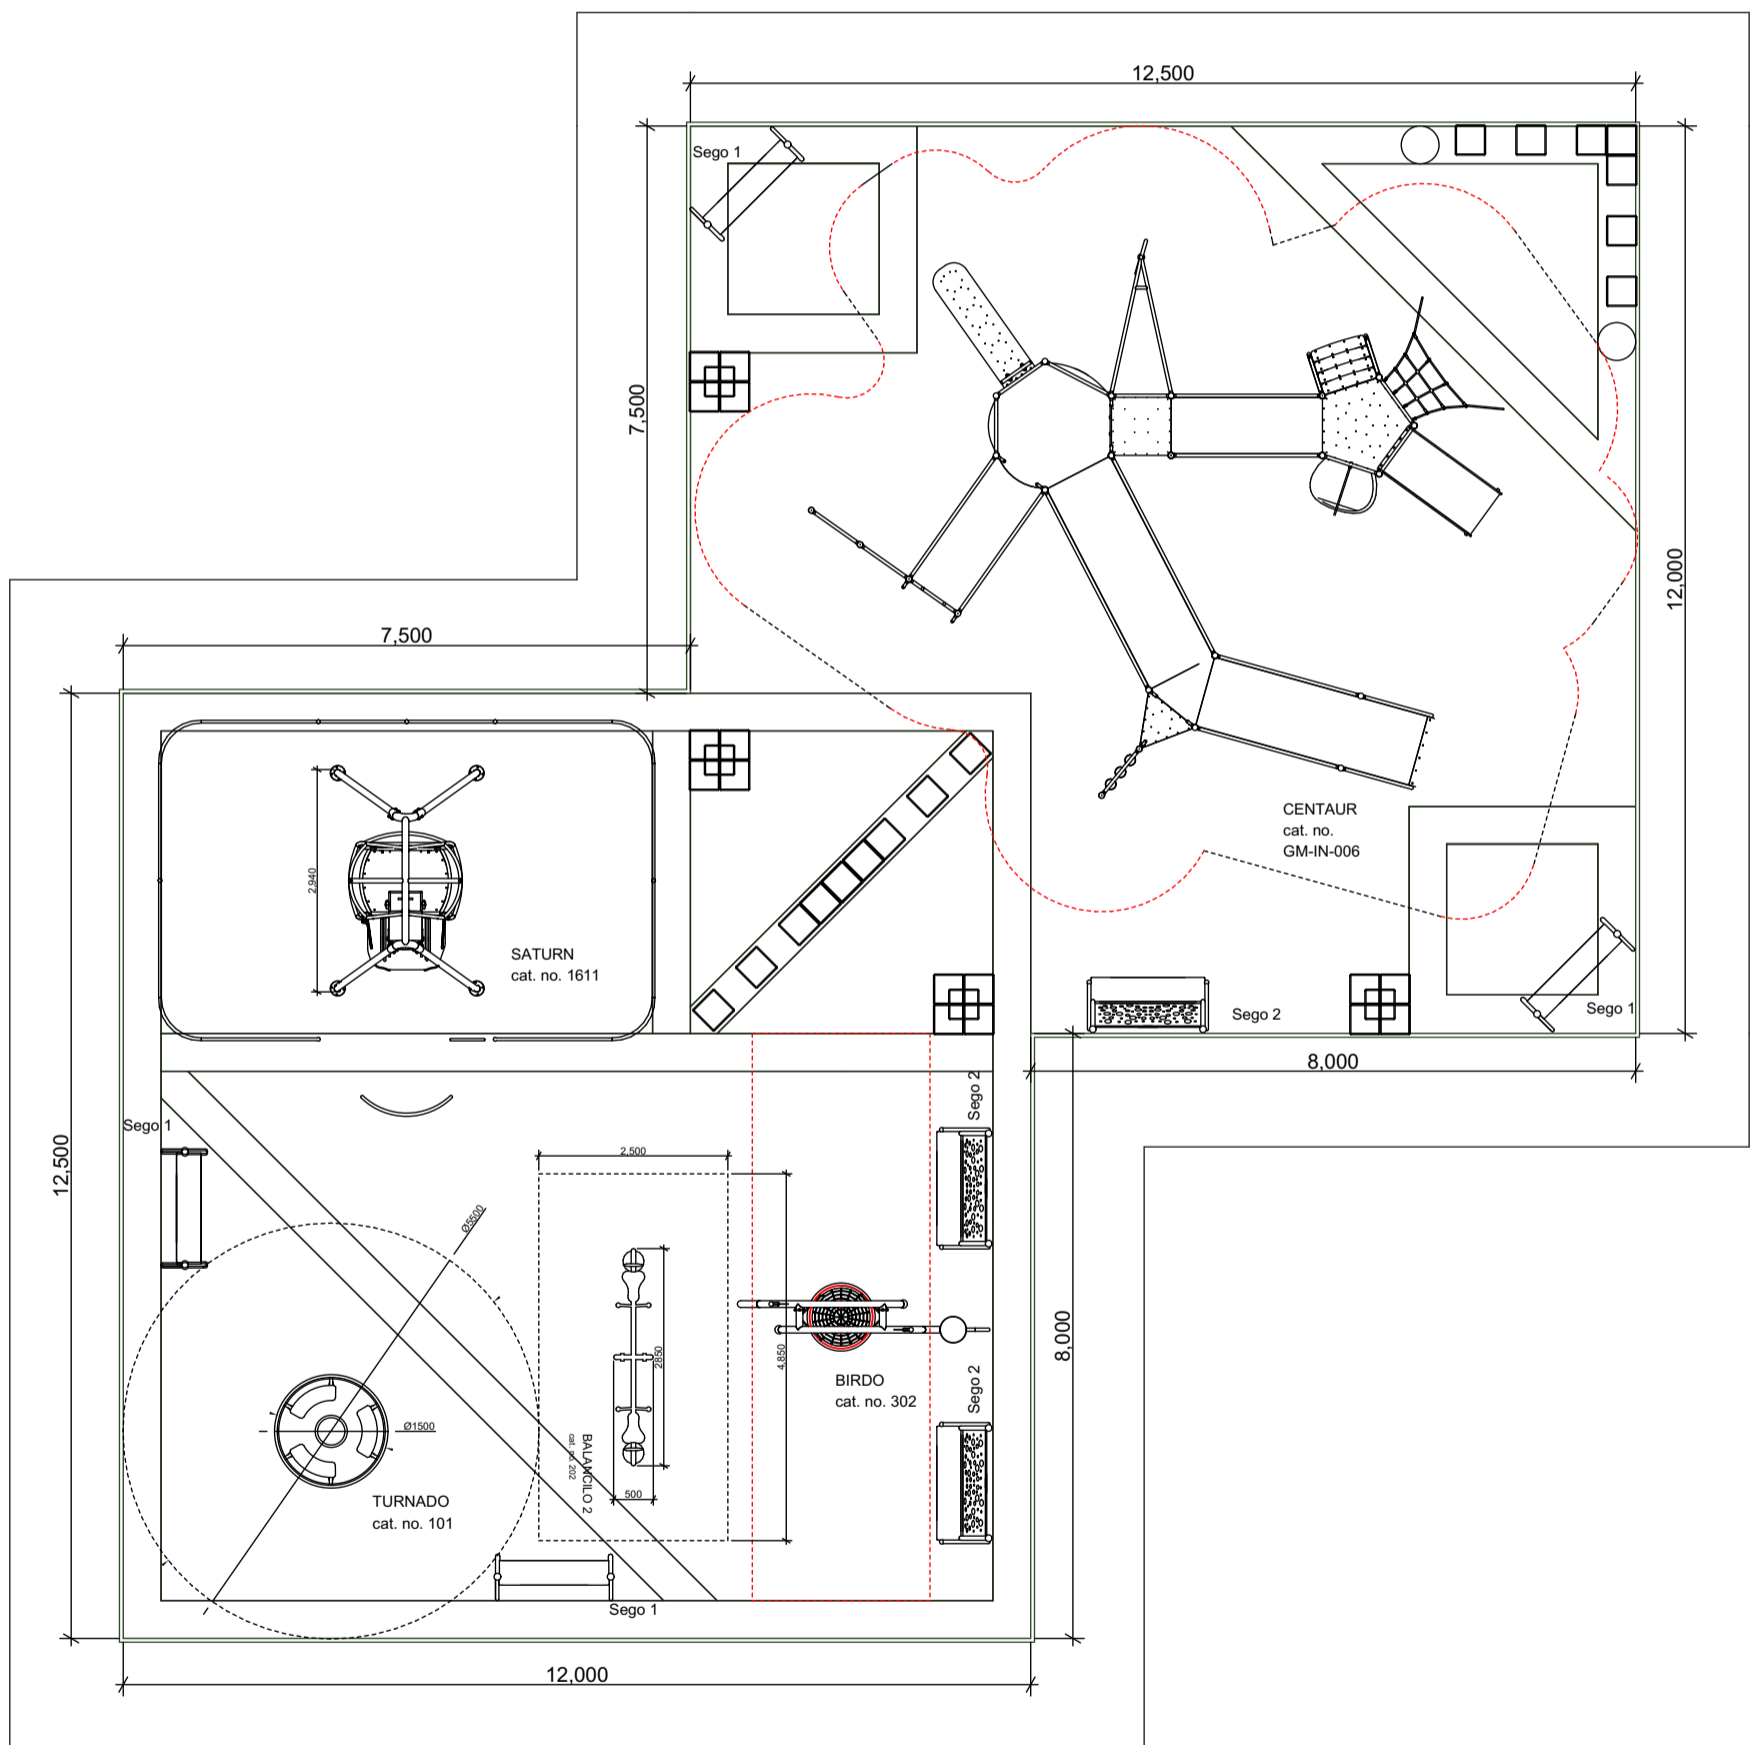 12,500
Sego 1
7,500
12,000
7,500
CENTAUR
cat. no.
GM-IN-006
2,940
SATURN
cat. no. 1611
Sego 2
Sego 1
8,000
Sego 2
Sego 1
12,500
2,500
Ø5500
2850
4,850
8,000
BIRDO
cat. no. 302
Sego 2
Ø1500
BALANCILO 2
cat. no. 202
500
TURNADO
cat. no. 101
Sego 1
12,000